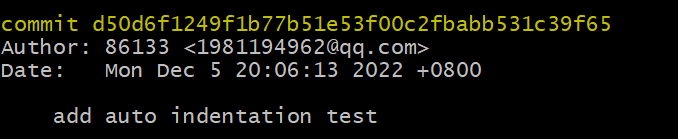 commit d50d6f1249f1b77b51e53f00c2fbabb531c39f65
Author: 86133 <1981194962@qq.com>
Date:   Mon Dec 5 20:06:13 2022 +0800
add auto indentation test